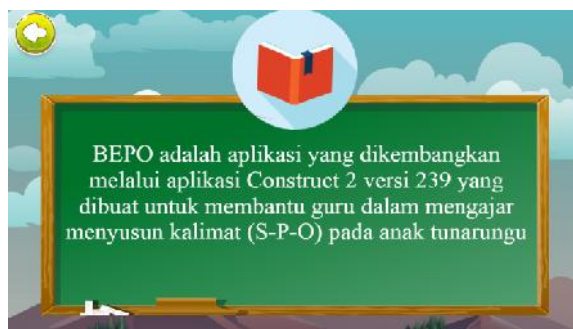 BEPO adalah aplikasi yang dikembangkan
melalui aplikasi Construct 2 versi 239 yang
dibuat untuk membantu guru dalam mengajar
menyusun kalimat (S-P-O) pada anak tunarungu